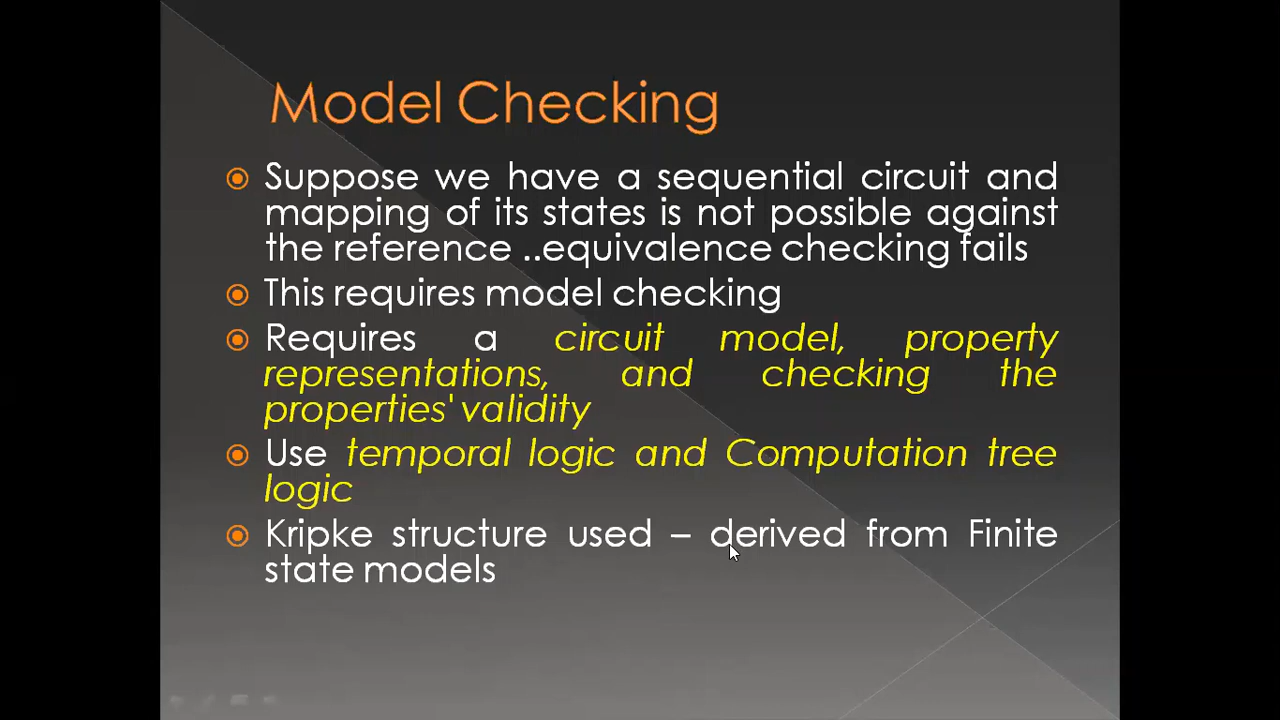 Model Checking
Suppose we have a sequential circuit and
mapping of its states is not possible against
the reference ..equivalence checking fails
This requires model checking
Requires a circuit model, property
representations, and checking the
properties' validity
Use temporal logic and Computation tree
logic
Kripke structure used – derived from Finite
state models